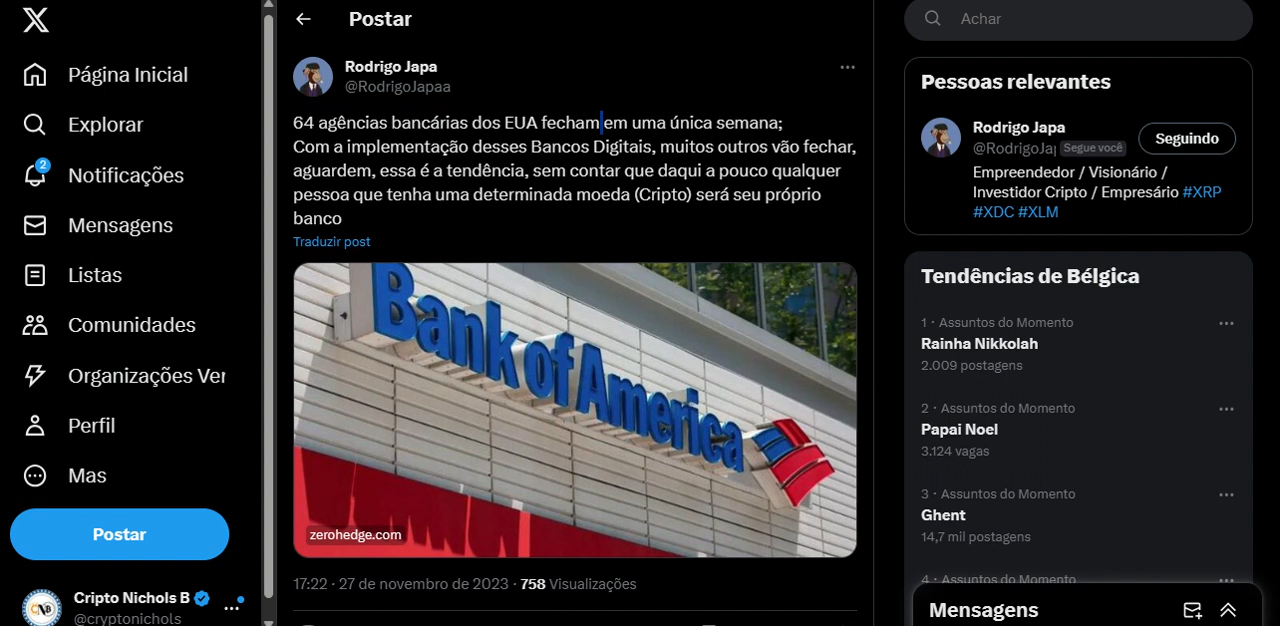 Página Inicial
Explorar
2
Notificações
Mensagens
Listas
Comunidades
Organizações Ver
Perfil
Mas
Postar
Cripto Nichols B
@cryptonichols
Postar
Rodrigo Japa
@RodrigoJapaa
64 agências bancárias dos EUA fecham em uma única semana;
Com a implementação desses Bancos Digitais, muitos outros vão fechar,
aguardem, essa é a tendência, sem contar que daqui a pouco qualquer
pessoa que tenha uma determinada moeda (Cripto) será seu próprio
banco
Traduzir post
Bank of America
zerohedge.com
17:22 · 27 de novembro de 2023 · 758 Visualizações
Achar
Pessoas relevantes
Rodrigo Japa
@RodrigoJa Segue você
Seguindo
Empreendedor / Visionário /
Investidor Cripto / Empresário #XRP
#XDC #XLM
Tendências de Bélgica
1 · Assuntos do Momento
Rainha Nikkolah
2.009 postagens
2 · Assuntos do Momento
Papai Noel
3.124 vagas
3 · Assuntos do Momento
Ghent
14,7 mil postagens
4 · Assuntos do Momento
Mensagens